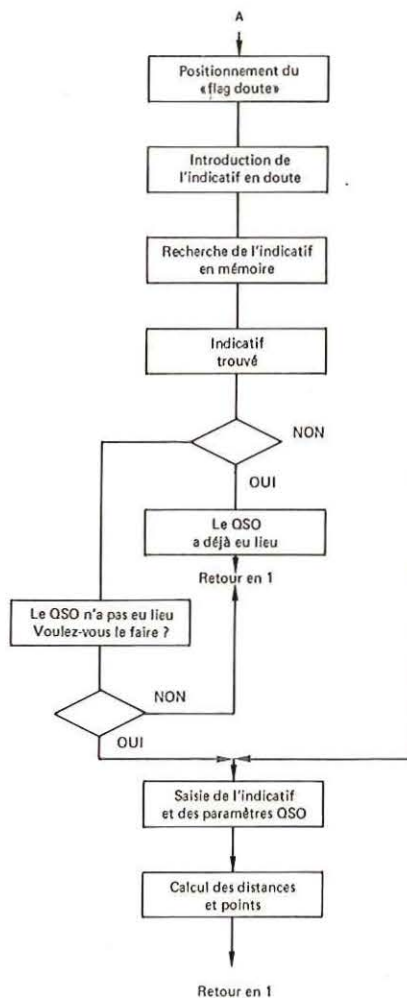 A
Positionnement du
«flag doute»
Introduction de
l'indicatif en doute
Recherche de l'indicatif
en mémoire
Indicatif
trouvé
NON
OUI
Le QSO
a déjà eu lieu
Retour en 1
Le QSO n'a pas eu lieu
Voulez-vous le faire ?
NON
OUI
Saisie de l'indicatif
et des paramètres QSO
Calcul des distances
et points
Retour en 1